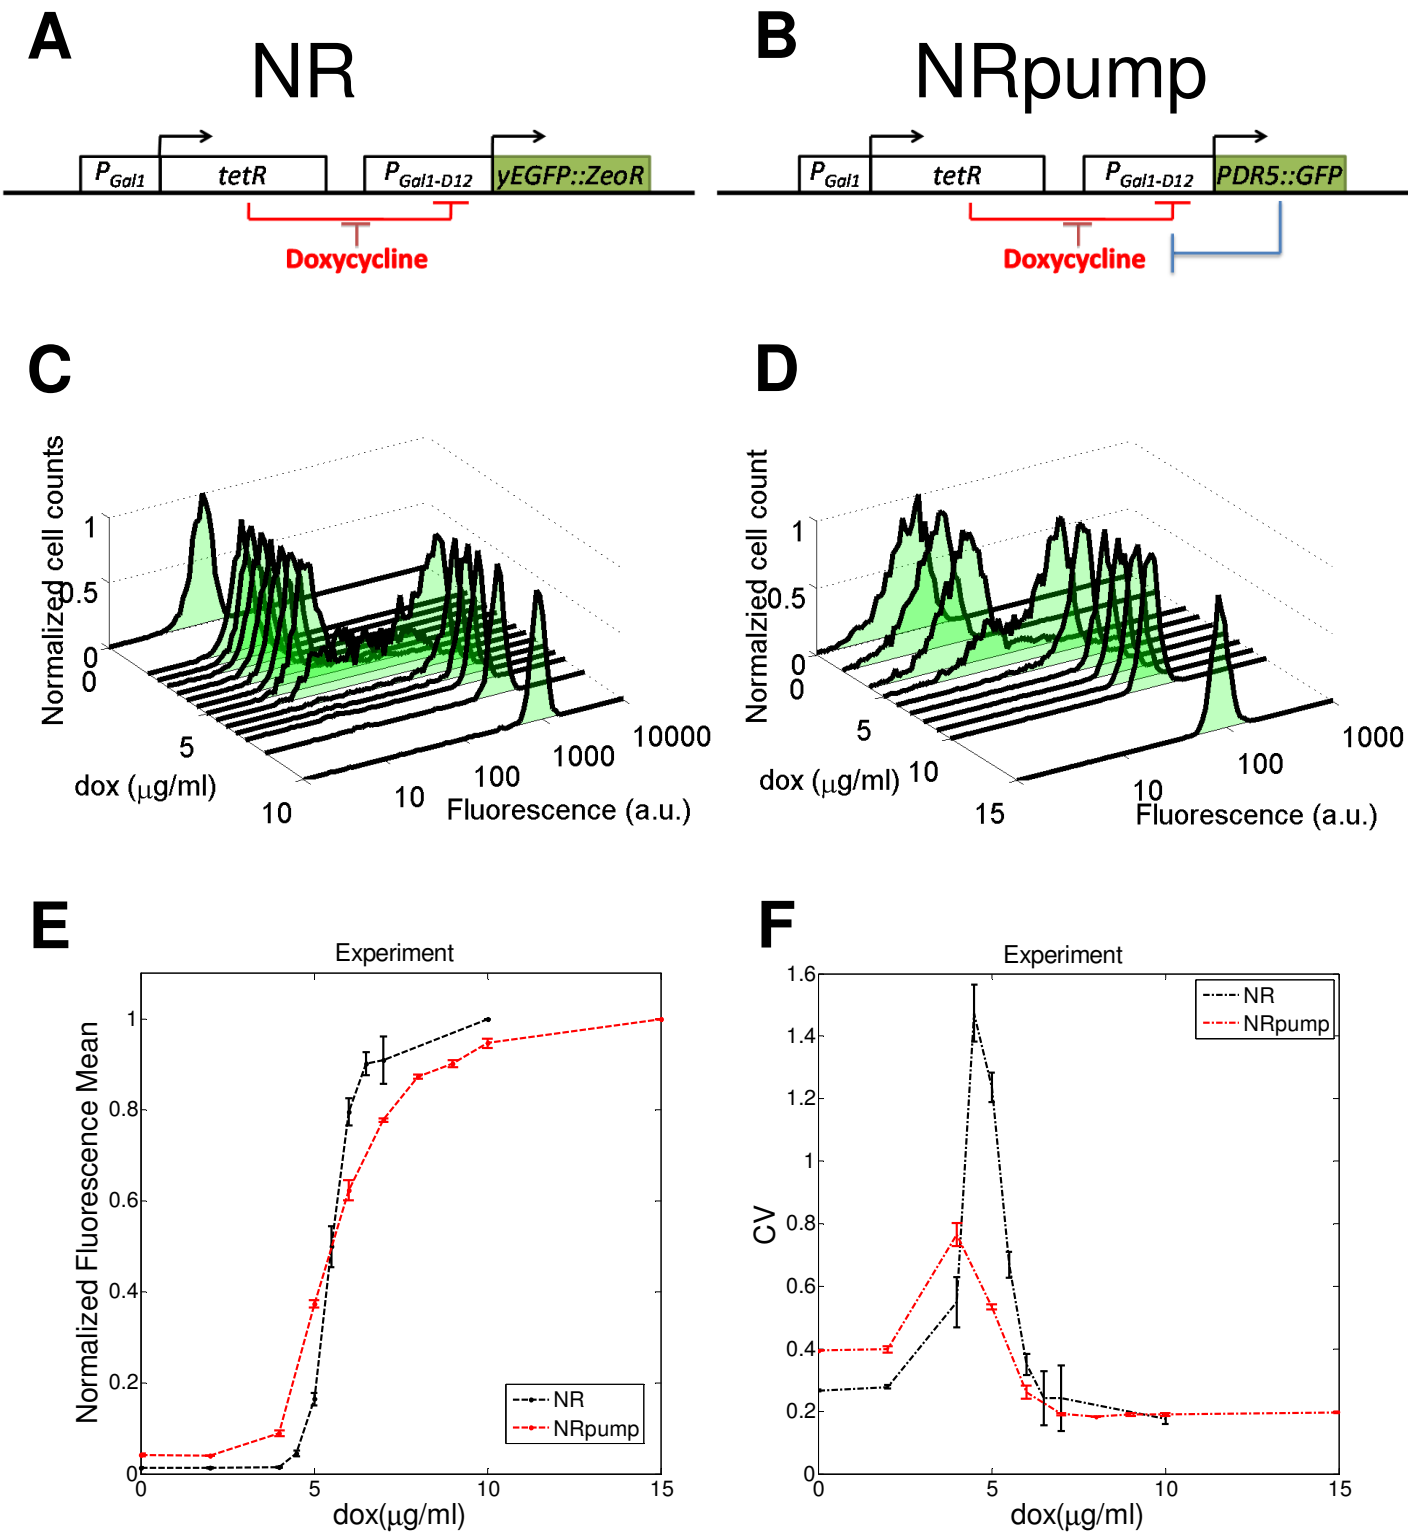 A
NR
P_Gal1
tetR
P_Gal1-D12
yEGFP::ZeoR
Doxycycline
B
NRpump
P_Gal1
tetR
P_Gal1-D12
PDR5::GFP
Doxycycline
C
Normalized cell counts
1
0.5
0
0
5
10
dox (μg/ml)
10
100
1000
10000
Fluorescence (a.u.)
D
Normalzied cell count
1
0.5
0
0
5
10
15
dox (μg/ml)
10
100
1000
Fluorescence (a.u.)
E
Experiment
Normalized Fluorescence Mean
1
0.8
0.6
0.4
0.2
0
0
5
10
15
dox(μg/ml)
NR
NRpump
F
Experiment
CV
1.6
1.4
1.2
1
0.8
0.6
0.4
0.2
0
0
5
10
15
dox(μg/ml)
NR
NRpump